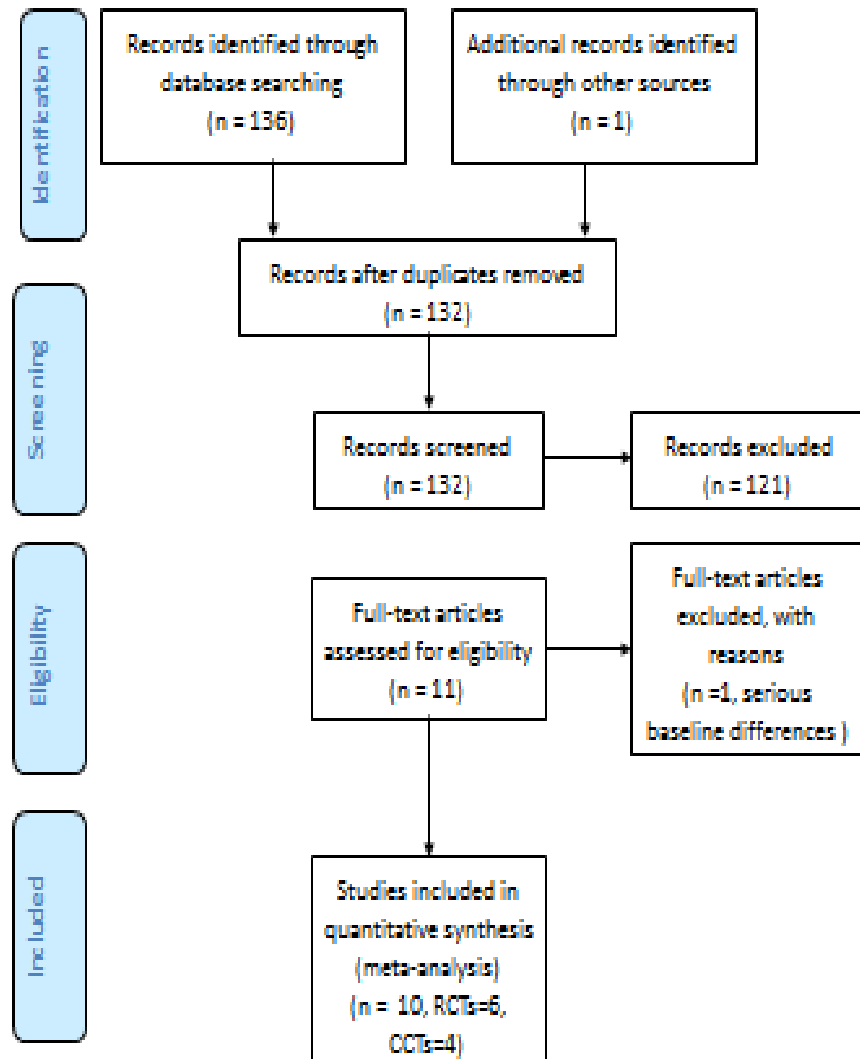 Identification
Records identified through
database searching
(n = 136)
Additional records identified
through other sources
(n = 1)
Records after duplicates removed
(n = 132)
Screening
Records screened
(n = 132)
Records excluded
(n = 121)
Eligibility
Full-text articles
assessed for eligibility
(n = 11)
Full-text articles
excluded, with
reasons
(n =1, serious
baseline differences )
Included
Studies included in
quantitative synthesis
(meta-analysis)
(n = 10, RCTs=6,
CCTs=4)